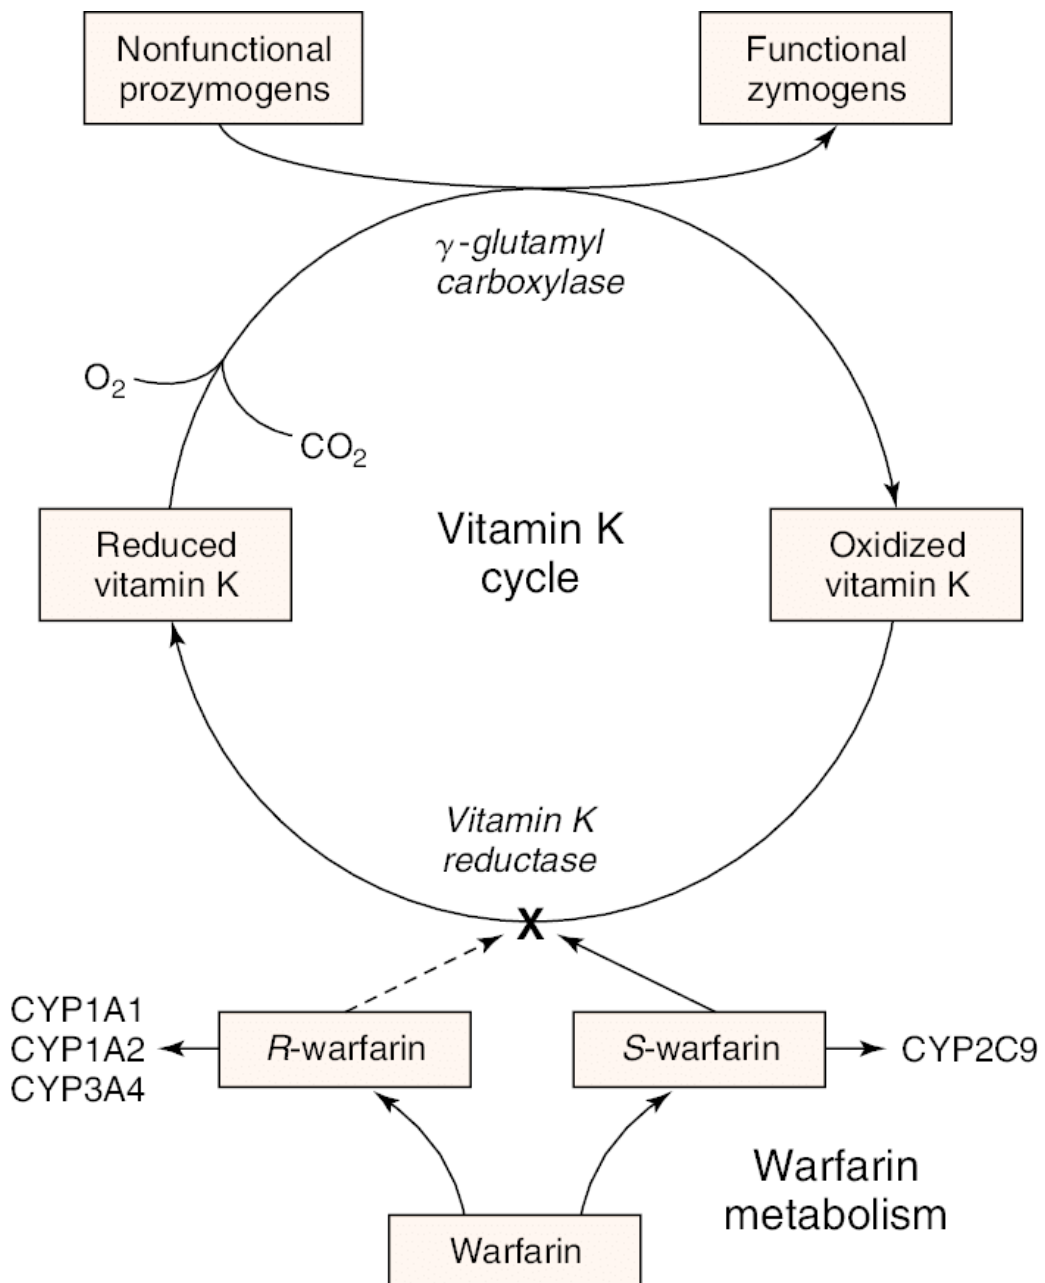 Nonfunctional
prozymogens
Functional
zymogens
γ-glutamyl
carboxylase
O₂
CO₂
Reduced
vitamin K
Vitamin K
cycle
Oxidized
vitamin K
Vitamin K
reductase
X
CYP1A1
CYP1A2
CYP3A4
R-warfarin
S-warfarin
CYP2C9
Warfarin
metabolism
Warfarin